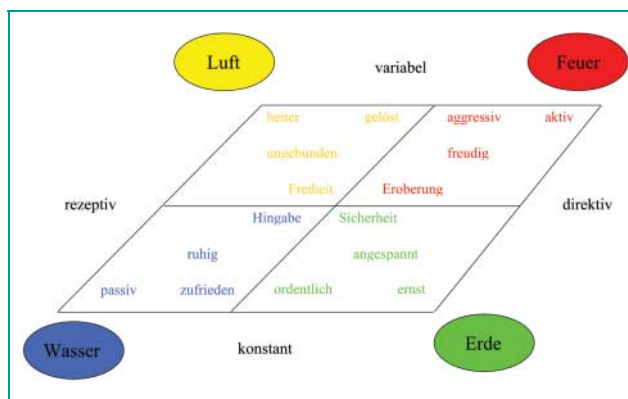 Luft
variabel
Feuer
heiter gelöst aggressiv aktiv
ungebunden freudig
Freiheit Eroberung
rezeptiv direktiv
Hingabe Sicherheit
ruhig angespannt
passiv zufrieden ordentlich ernst
Wasser
konstant
Erde